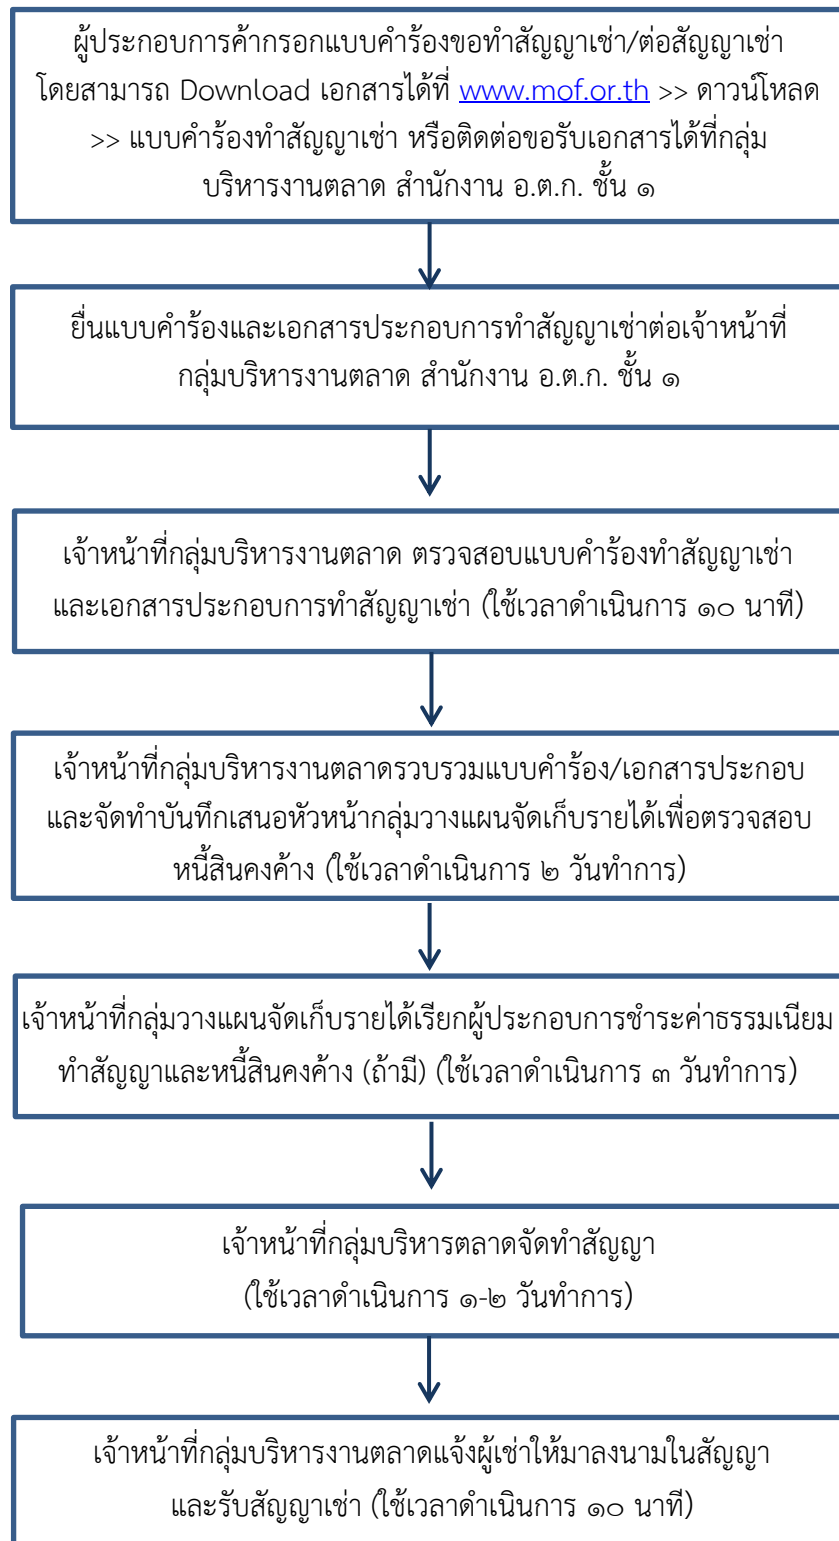 ผู้ประกอบการค้ากรอกแบบคำร้องขอทำสัญญาเช่า/ต่อสัญญาเช่า
โดยสามารถ Download เอกสารได้ที่ www.mof.or.th >> ดาวน์โหลด
>> แบบคำร้องทำสัญญาเช่า หรือติดต่อขอรับเอกสารได้ที่กลุ่ม
บริหารงานตลาด สำนักงาน อ.ต.ก. ชั้น ๑
ยื่นแบบคำร้องและเอกสารประกอบการทำสัญญาเช่าต่อเจ้าหน้าที่
กลุ่มบริหารงานตลาด สำนักงาน อ.ต.ก. ชั้น ๑
เจ้าหน้าที่กลุ่มบริหารงานตลาด ตรวจสอบแบบคำร้องทำสัญญาเช่า
และเอกสารประกอบการทำสัญญาเช่า (ใช้เวลาดำเนินการ ๑๐ นาที)
เจ้าหน้าที่กลุ่มบริหารงานตลาดรวบรวมแบบคำร้อง/เอกสารประกอบ
และจัดทำบันทึกเสนอหัวหน้ากลุ่มวางแผนจัดเก็บรายได้เพื่อตรวจสอบ
หนี้สินคงค้าง (ใช้เวลาดำเนินการ ๒ วันทำการ)
เจ้าหน้าที่กลุ่มวางแผนจัดเก็บรายได้เรียกผู้ประกอบการชำระค่าธรรมเนียม
ทำสัญญาและหนี้สินคงค้าง (ถ้ามี) (ใช้เวลาดำเนินการ ๓ วันทำการ)
เจ้าหน้าที่กลุ่มบริหารตลาดจัดทำสัญญา
(ใช้เวลาดำเนินการ ๑-๒ วันทำการ)
เจ้าหน้าที่กลุ่มบริหารงานตลาดแจ้งผู้เช่าให้มาลงนามในสัญญา
และรับสัญญาเช่า (ใช้เวลาดำเนินการ ๑๐ นาที)